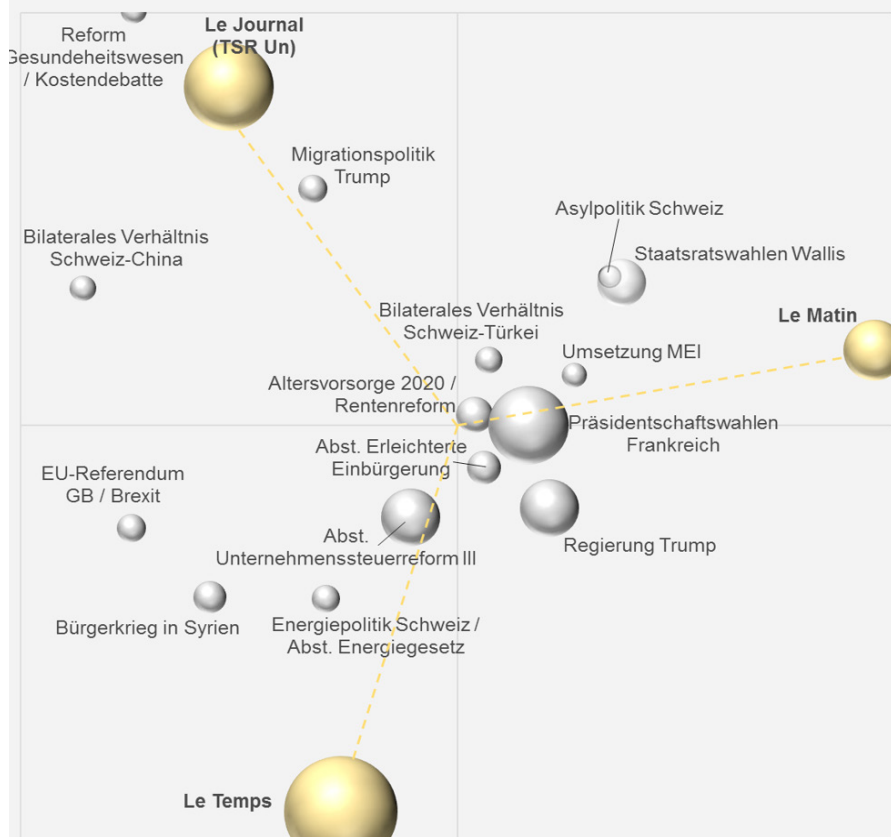 Le Journal
(TSR Un)
Reform
Gesundeheitswesen
/ Kostendebatte
Migrationspolitik
Trump
Asylpolitik Schweiz
Bilaterales Verhältnis
Schweiz-China
Staatsratswahlen Wallis
Bilaterales Verhältnis
Schweiz-Türkei
Le Matin
Umsetzung MEI
Altersvorsorge 2020 /
Rentenreform
Präsidentschaftswahlen
Frankreich
Abst. Erleichterte
Einbürgerung
EU-Referendum
GB / Brexit
Abst.
Unternehmenssteuerreform III
Regierung Trump
Bürgerkrieg in Syrien
Energiepolitik Schweiz /
Abst. Energiegesetz
Le Temps